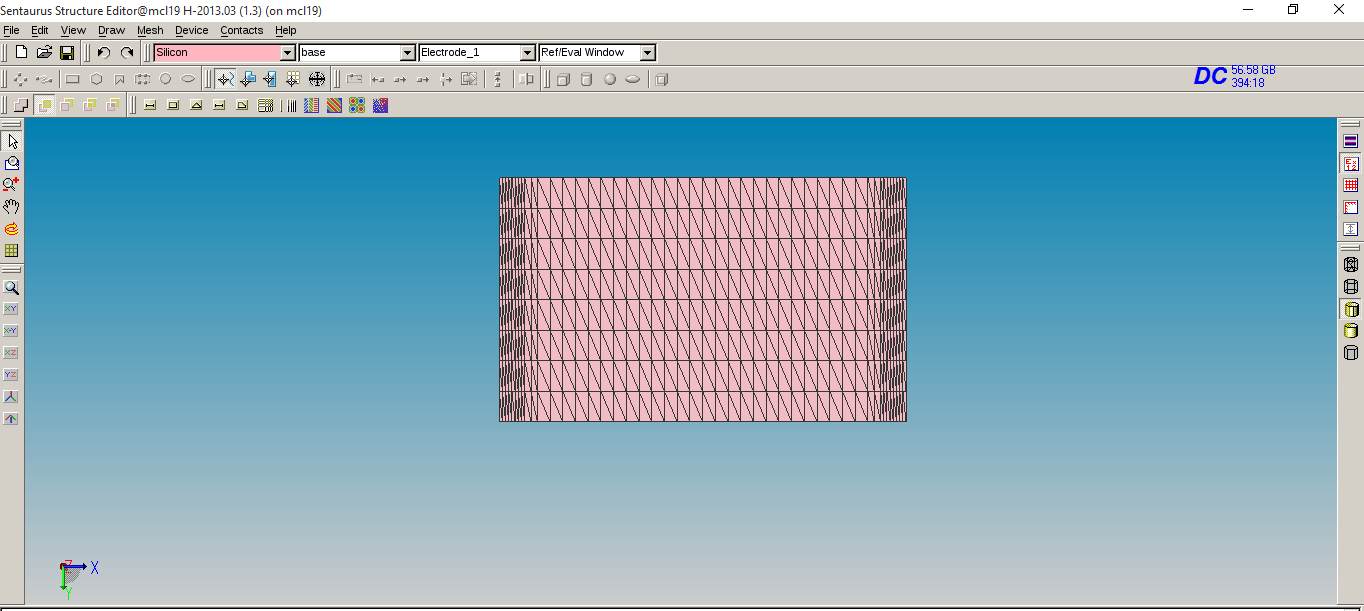 Sentaurus Structure Editor@mcl19 H-2013.03 (1.3) (on mcl19)
File Edit View Draw Mesh Device Contacts Help
Silicon base Electrode_1 Ref/Eval Window
DC 56.58 GB
394:18
XY
XY
XZ
YZ
Z
X
Y